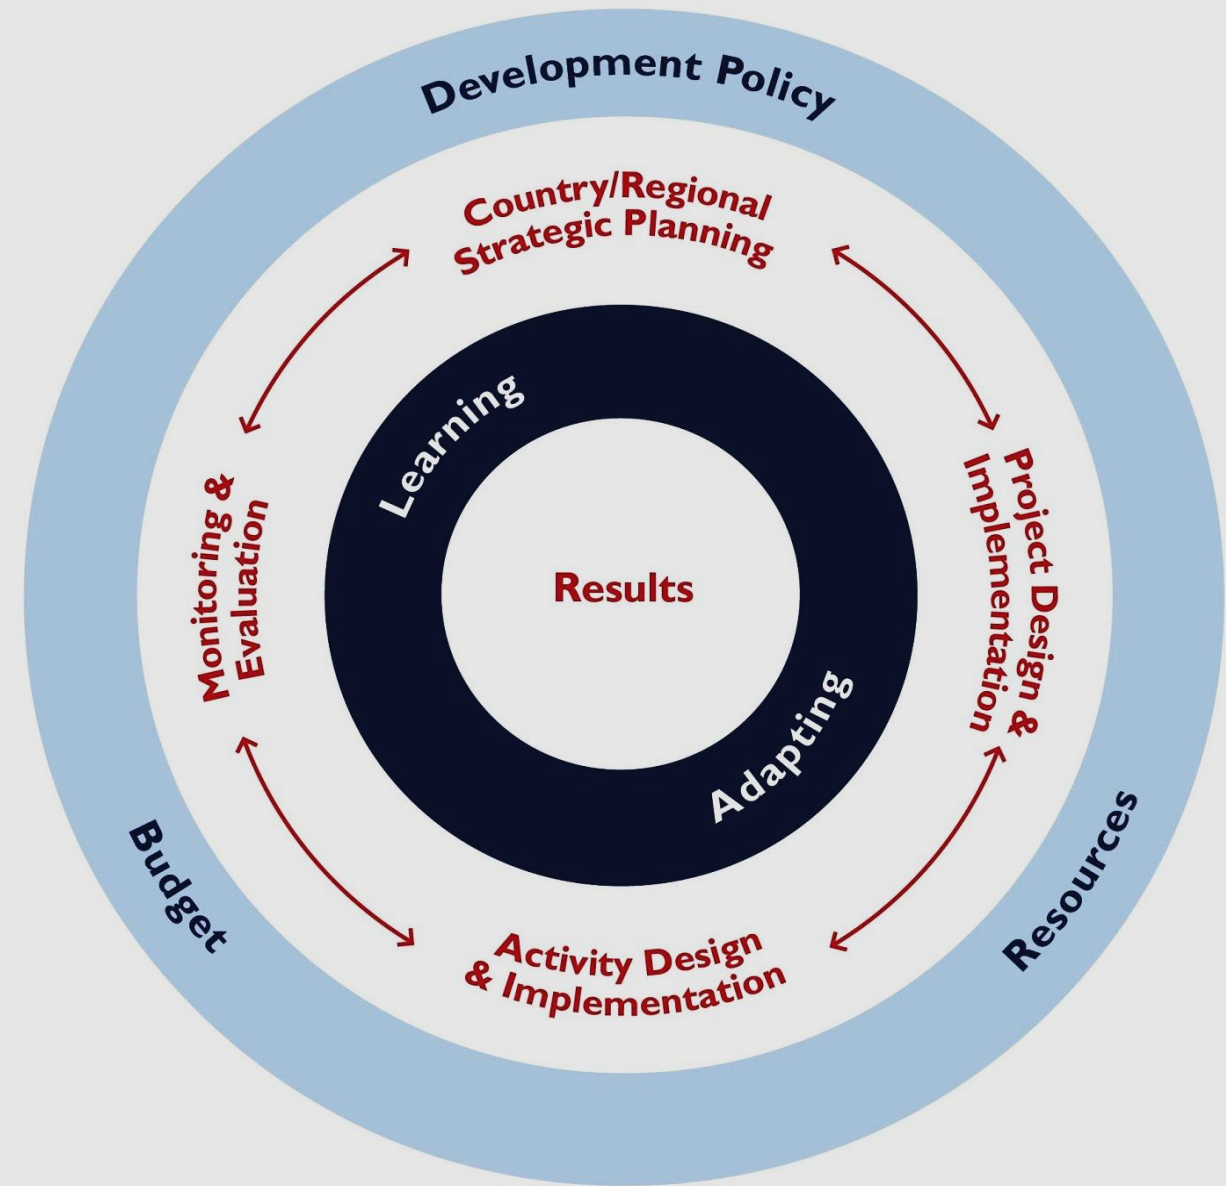 Development Policy
Country/Regional
Strategic Planning
Learning
Monitoring &
Evaluation
Results
Project Design &
Implementation
Adapting
Budget
Resources
Activity Design
& Implementation